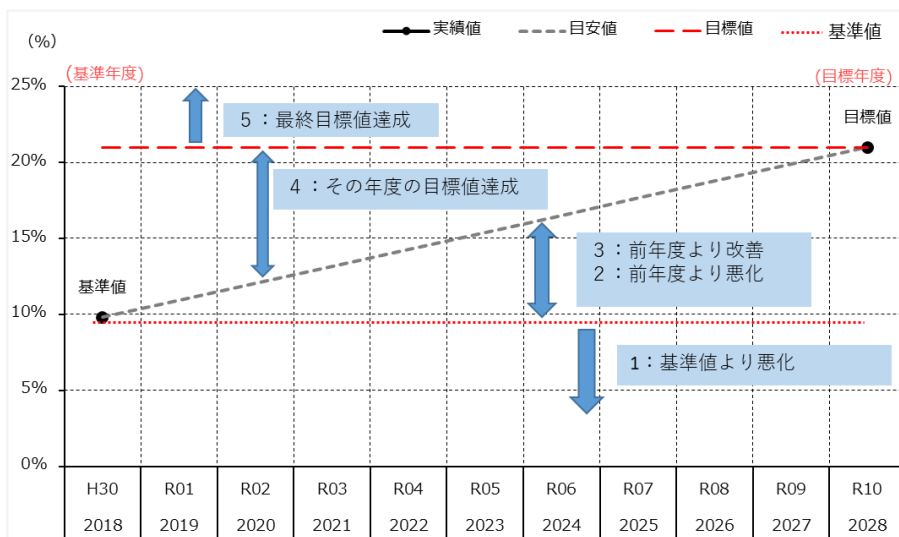 実績値 目安値 目標値 基準値
(%)
(基準年度) (目標年度)
25%
5：最終目標値達成
目標値
20%
4：その年度の目標値達成
15%
3：前年度より改善
2：前年度より悪化
基準値
10%
1：基準値より悪化
5%
0%
H30 R01 R02 R03 R04 R05 R06 R07 R08 R09 R10
2018 2019 2020 2021 2022 2023 2024 2025 2026 2027 2028